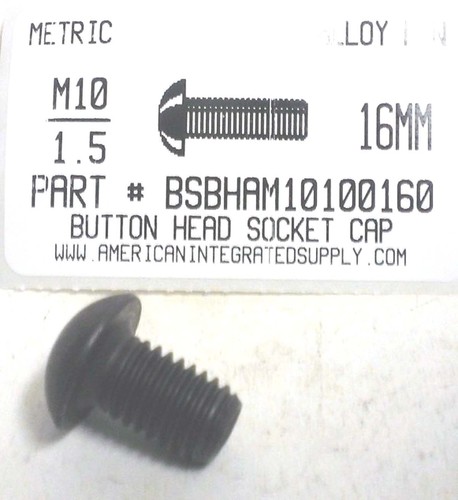 METRIC
M10
1.5
16MM
PART # BSBHAM10100160
BUTTON HEAD SOCKET CAP
WWW.AMERICANINTEGRATEDSUPPLY.COM